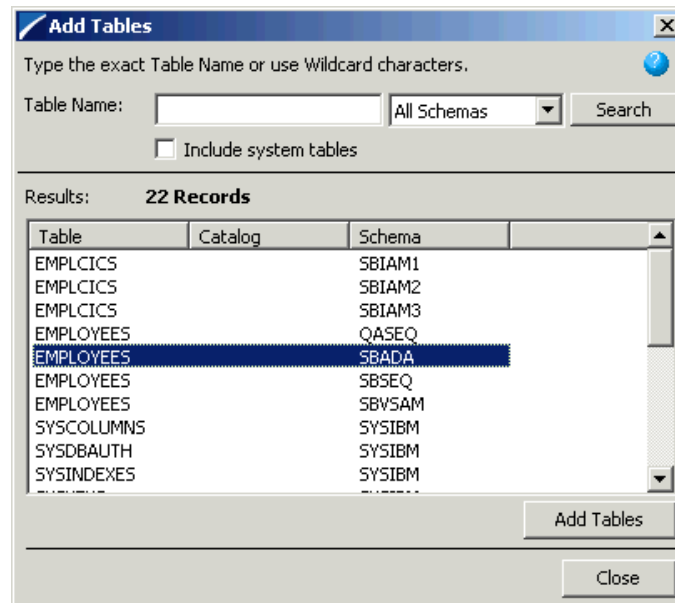 Add Tables
Type the exact Table Name or use Wildcard characters.
Table Name: All Schemas Search
Include system tables
Results: 22 Records
Table Catalog Schema
EMPLCICS SBIAM1
EMPLCICS SBIAM2
EMPLCICS SBIAM3
EMPLOYEES QASEQ
EMPLOYEES SBADA
EMPLOYEES SBSEQ
EMPLOYEES SBVSAM
SYSCOLUMNS SYSIBM
SYSDBAUTH SYSIBM
SYSINDEXES SYSIBM
Add Tables
Close